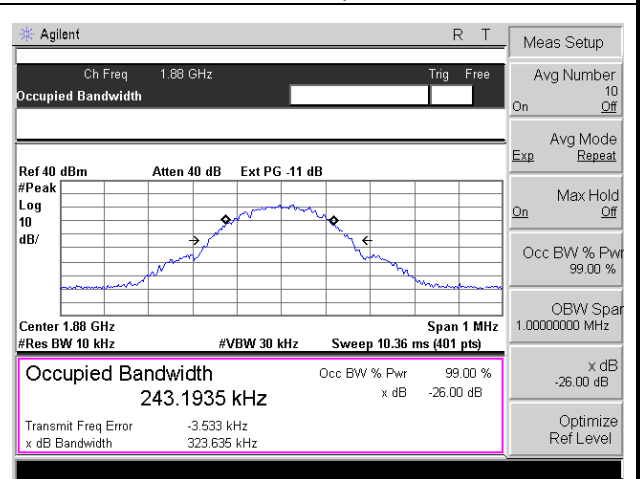 Agilent R T
Ch Freq 1.88 GHz Trig Free
Occupied Bandwidth
Ref 40 dBm Atten 40 dB Ext PG -11 dB
#Peak
Log
10
dB/
Center 1.88 GHz Span 1 MHz
#Res BW 10 kHz #VBW 30 kHz Sweep 10.36 ms (401 pts)
Occupied Bandwidth Occ BW % Pwr 99.00 %
243.1935 kHz x dB -26.00 dB
Transmit Freq Error -3.533 kHz
x dB Bandwidth 323.635 kHz
Meas Setup
Avg Number
10
On Off
Avg Mode
Exp Repeat
Max Hold
On Off
Occ BW % Pwr
99.00 %
OBW Span
1.00000000 MHz
x dB
-26.00 dB
Optimize
Ref Level